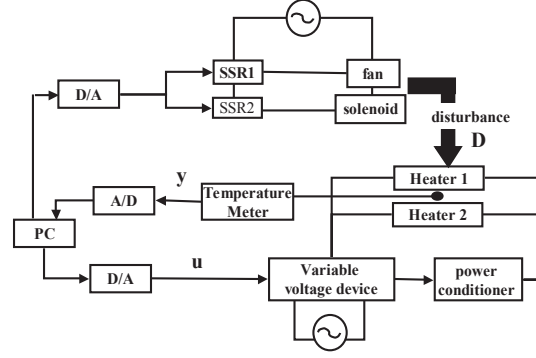 SSR1
fan
D/A
SSR2
solenoid
disturbance
D
y
Heater 1
A/D
Temperature
Meter
Heater 2
PC
u
D/A
Variable
voltage device
power
conditioner